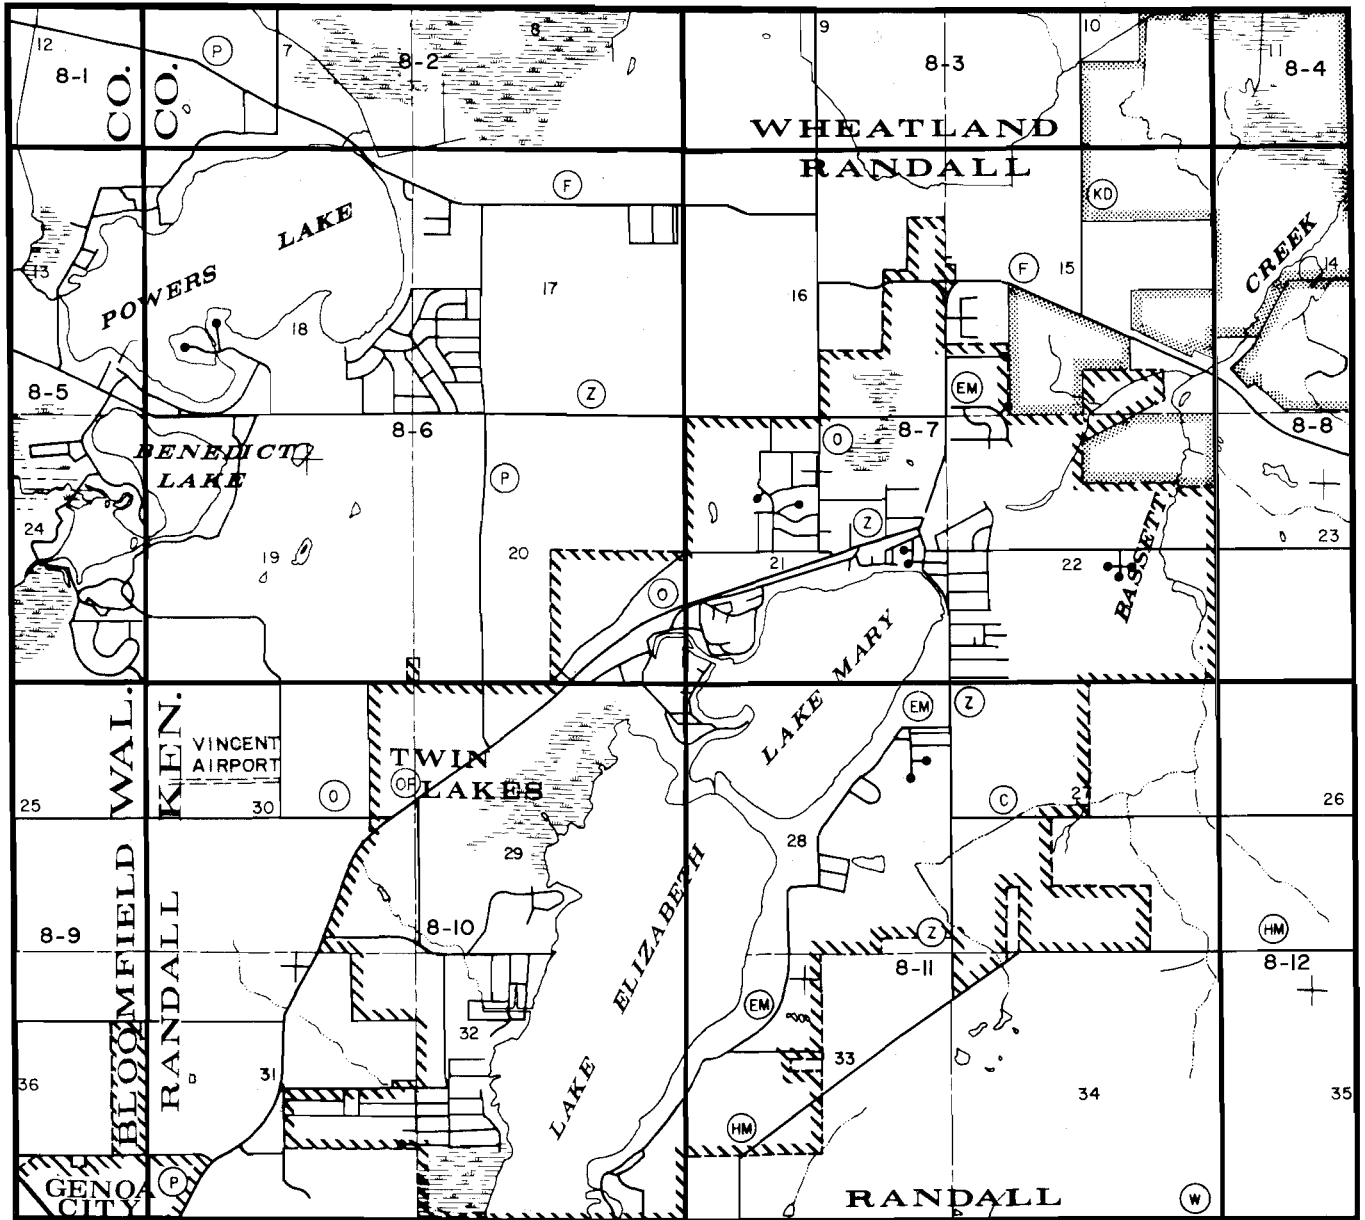 12
P
7
8
9
10
11
8-1
CO.
CO.
8-2
8-3
8-4
WHEATLAND
RANDALL
F
KD
LAKE
CREEK
13
POWERS
17
16
F
15
14
18
8-5
Z
EM
8-6
O
8-7
8-8
BENEDICT
LAKE
P
BASSETT
24
Z
23
19
20
21
22
O
LAKE MARY
WAL.
KEN.
EM
Z
VINCENT
AIRPORT
TWIN
LAKES
OF
25
30
O
C
27
26
28
29
BLOOMFIELD
RANDALL
LAKE ELIZABETH
8-9
8-10
Z
HM
8-11
8-12
EM
32
33
36
31
34
35
HM
GENOA
CITY
P
RANDALL
W